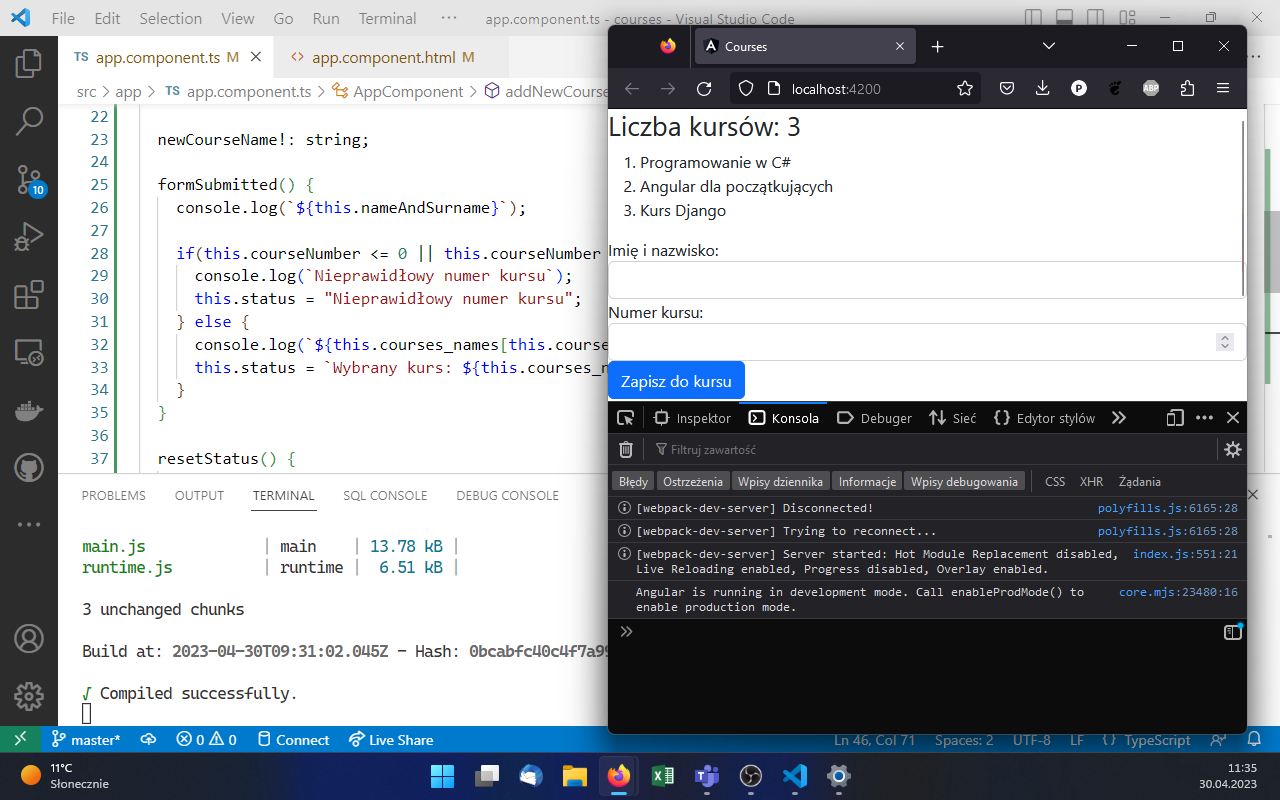 File Edit Selection View Go Run Terminal ··· app.component.ts - courses - Visual Studio Code
TS app.component.ts M
<> app.component.html M
src > app > TS app.component.ts > AppComponent > addNewCourse
22
23 newCourseName!: string;
24
25 formSubmitted() {
26 console.log(`${this.nameAndSurname}`);
27
28 if(this.courseNumber <= 0 || this.courseNumber
29 console.log(`Nieprawidłowy numer kursu`);
30 this.status = "Nieprawidłowy numer kursu";
31 } else {
32 console.log(`${this.courses_names[this.course
33 this.status = `Wybrany kurs: ${this.courses_n
34 }
35 }
36
37 resetStatus() {
PROBLEMS OUTPUT TERMINAL SQL CONSOLE DEBUG CONSOLE
main.js | main | 13.78 kB |
runtime.js | runtime | 6.51 kB |
3 unchanged chunks
Build at: 2023-04-30T09:31:02.045Z - Hash: 0bcabfc40c4f7a99
√ Compiled successfully.
10
master* 0 0 Connect Live Share
Ln 46, Col 71 Spaces: 2 UTF-8 LF {} TypeScript
Courses
localhost:4200
P
ABP
Liczba kursów: 3
1. Programowanie w C#
2. Angular dla początkujących
3. Kurs Django
Imię i nazwisko:
Numer kursu:
Zapisz do kursu
Inspektor Konsola Debuger Sieć {} Edytor stylów
Filtruj zawartość
Błędy Ostrzeżenia Wpisy dziennika Informacje Wpisy debugowania CSS XHR Żądania
[webpack-dev-server] Disconnected! polyfills.js:6165:28
[webpack-dev-server] Trying to reconnect... polyfills.js:6165:28
[webpack-dev-server] Server started: Hot Module Replacement disabled, index.js:551:21
Live Reloading enabled, Progress disabled, Overlay enabled.
Angular is running in development mode. Call enableProdMode() to core.mjs:23480:16
enable production mode.
11°C
Słonecznie
11:35
30.04.2023